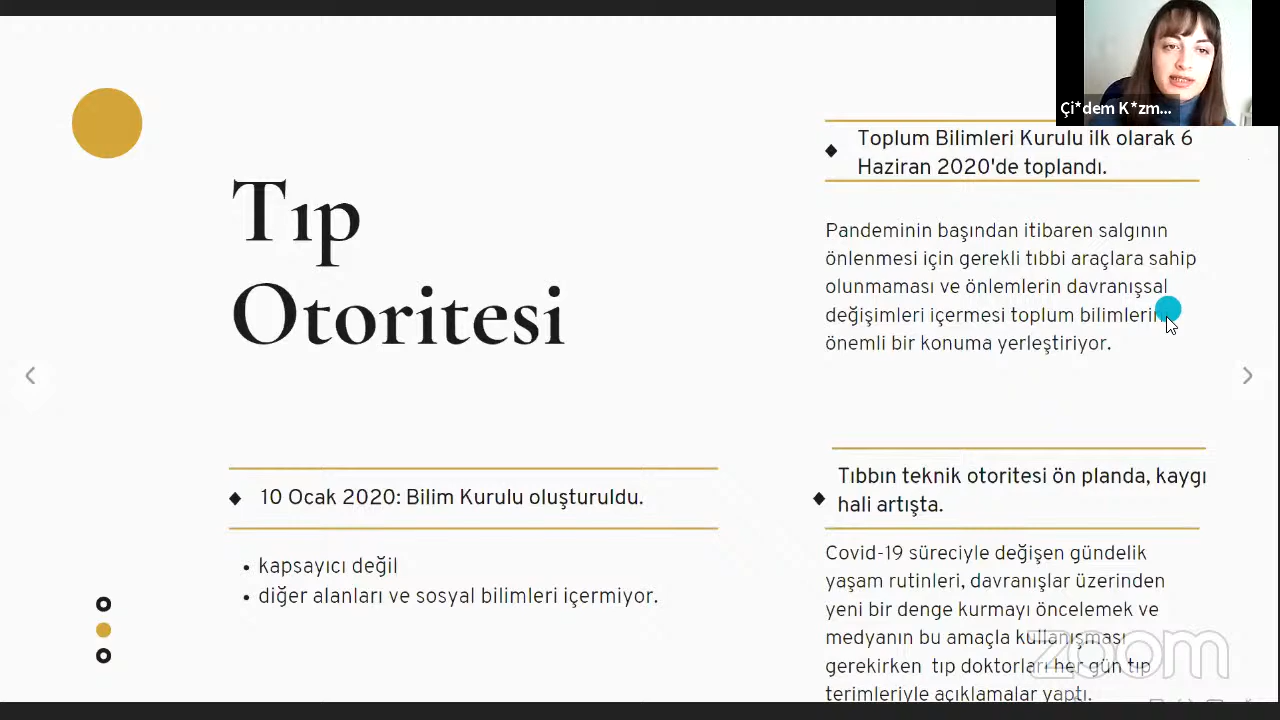 Çi*dem K*zm...
Tıp
Otoritesi
10 Ocak 2020: Bilim Kurulu oluşturuldu.
• kapsayıcı değil
• diğer alanları ve sosyal bilimleri içermiyor.
Toplum Bilimleri Kurulu ilk olarak 6
Haziran 2020'de toplandı.
Pandeminin başından itibaren salgının
önlenmesi için gerekli tıbbi araçlara sahip
olunmaması ve önlemlerin davranışsal
değişimleri içermesi toplum bilimlerin
önemli bir konuma yerleştiriyor.
Tıbbın teknik otoritesi ön planda, kaygı
hali artışta.
Covid-19 süreciyle değişen gündelik
yaşam rutinleri, davranışlar üzerinden
yeni bir denge kurmayı öncelemek ve
medyanın bu amaçla kullanışması
gerekirken tıp doktorları her gün tıp
terimleriyle açıklamalar yaptı.
zoom